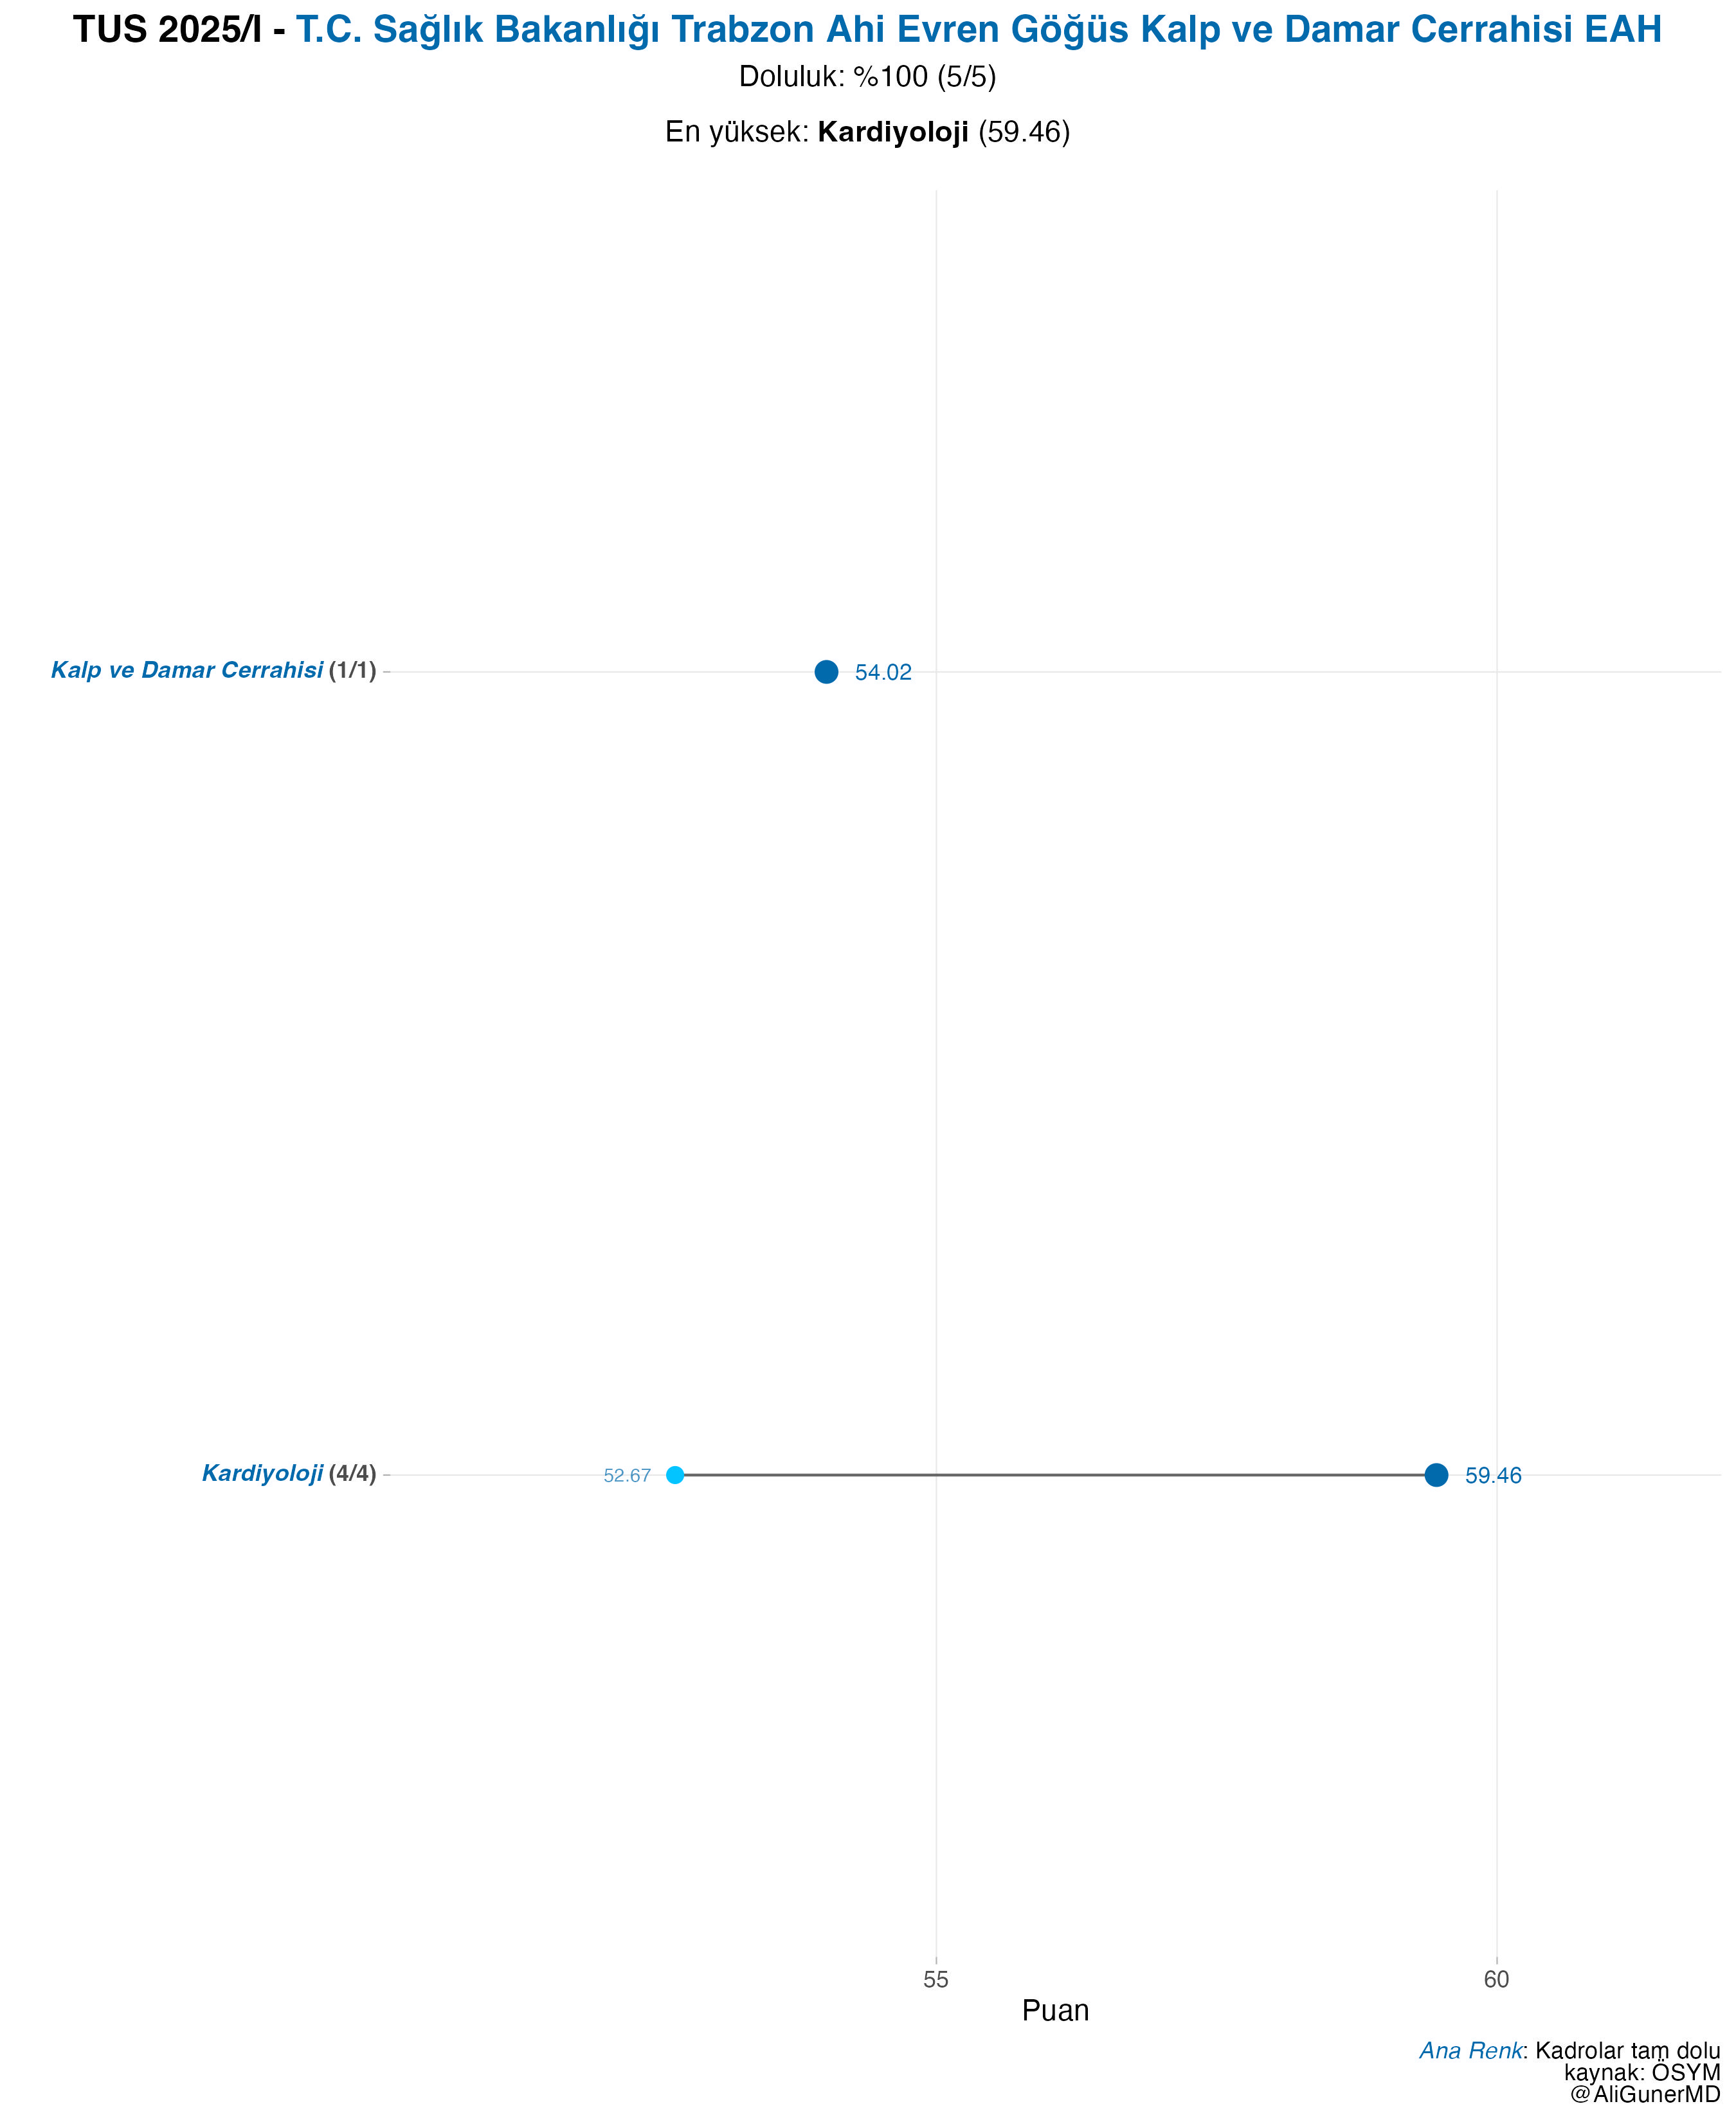 TUS 2025/I - T.C. Sağlık Bakanlığı Trabzon Ahi Evren Göğüs Kalp ve Damar Cerrahisi EAH
Doluluk: %100 (5/5)
En yüksek: Kardiyoloji (59.46)
Kalp ve Damar Cerrahisi (1/1) 54.02
Kardiyoloji (4/4) 52.67 59.46
55 60
Puan
Ana Renk: Kadrolar tam dolu
kaynak: ÖSYM
@AliGunerMD